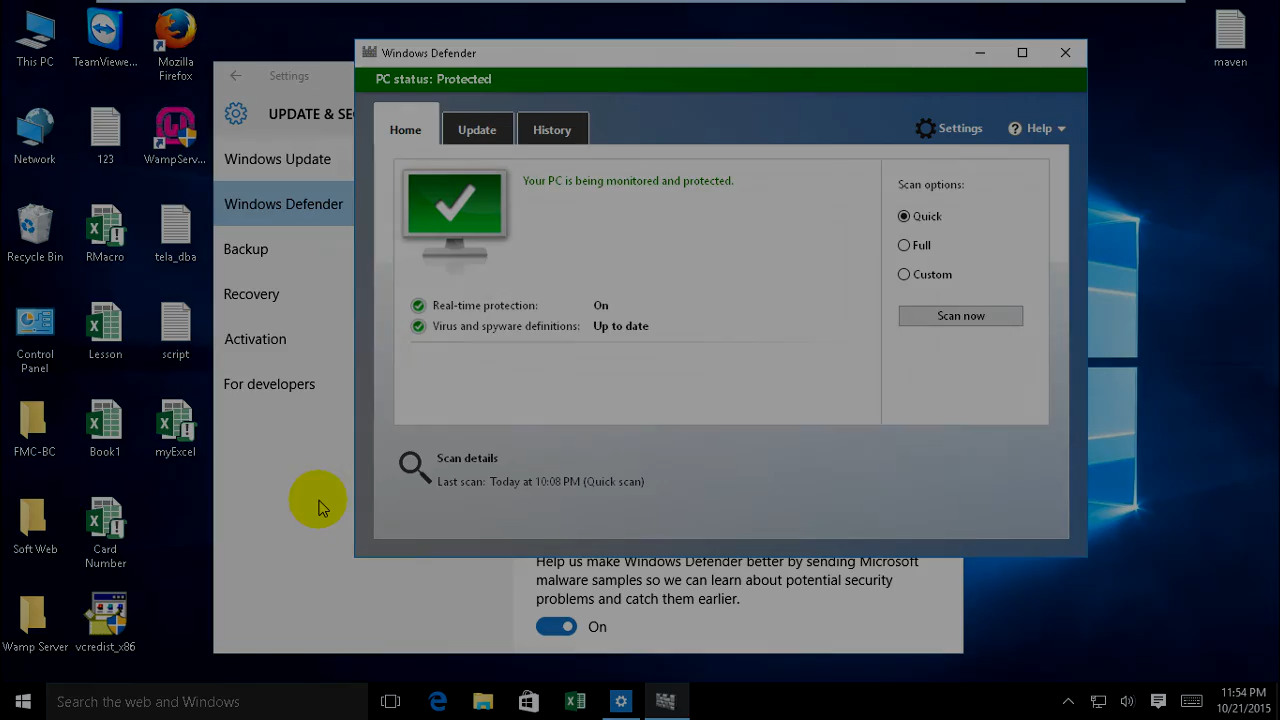 This PC
TeamViewe...
Mozilla
Firefox
maven
Network
123
WampServ...
Recycle Bin
RMacro
tela_dba
Control
Panel
Lesson
script
FMC-BC
Book1
myExcel
Soft Web
Card
Number
Wamp Server
vcredist_x86
Settings
UPDATE & SE
Windows Update
Windows Defender
Backup
Recovery
Activation
For developers
Windows Defender
PC status: Protected
Home
Update
History
Settings
Help
Your PC is being monitored and protected.
Real-time protection: On
Virus and spyware definitions: Up to date
Scan options:
Quick
Full
Custom
Scan now
Scan details
Last scan: Today at 10:08 PM (Quick scan)
Help us make Windows Defender better by sending Microsoft
malware samples so we can learn about potential security
problems and catch them earlier.
On
Search the web and Windows
11:54 PM
10/21/2015